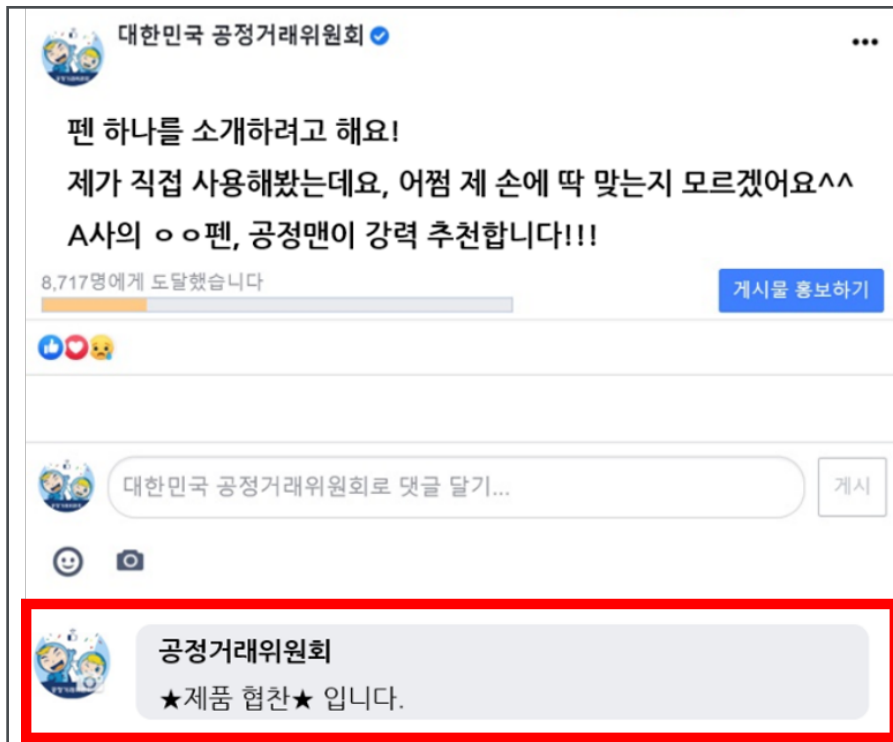 대한민국 공정거래위원회
펜 하나를 소개하려고 해요!
제가 직접 사용해봤는데요, 어쩜 제 손에 딱 맞는지 모르겠어요^^
A사의 ㅇㅇ펜, 공정맨이 강력 추천합니다!!!
8,717명에게 도달했습니다
게시물 홍보하기
대한민국 공정거래위원회로 댓글 달기...
게시
공정거래위원회
★제품 협찬★ 입니다.